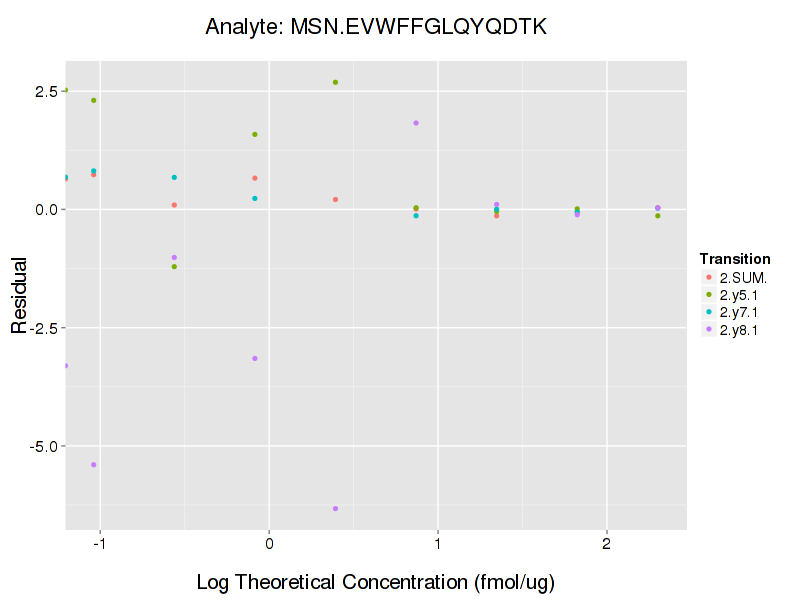 Analyte: MSN.EVWFFGLQYQDTK
2.5
0.0
-2.5
-5.0
Residual
-1
0
1
2
Log Theoretical Concentration (fmol/ug)
Transition
2.SUM.
2.y5.1
2.y7.1
2.y8.1